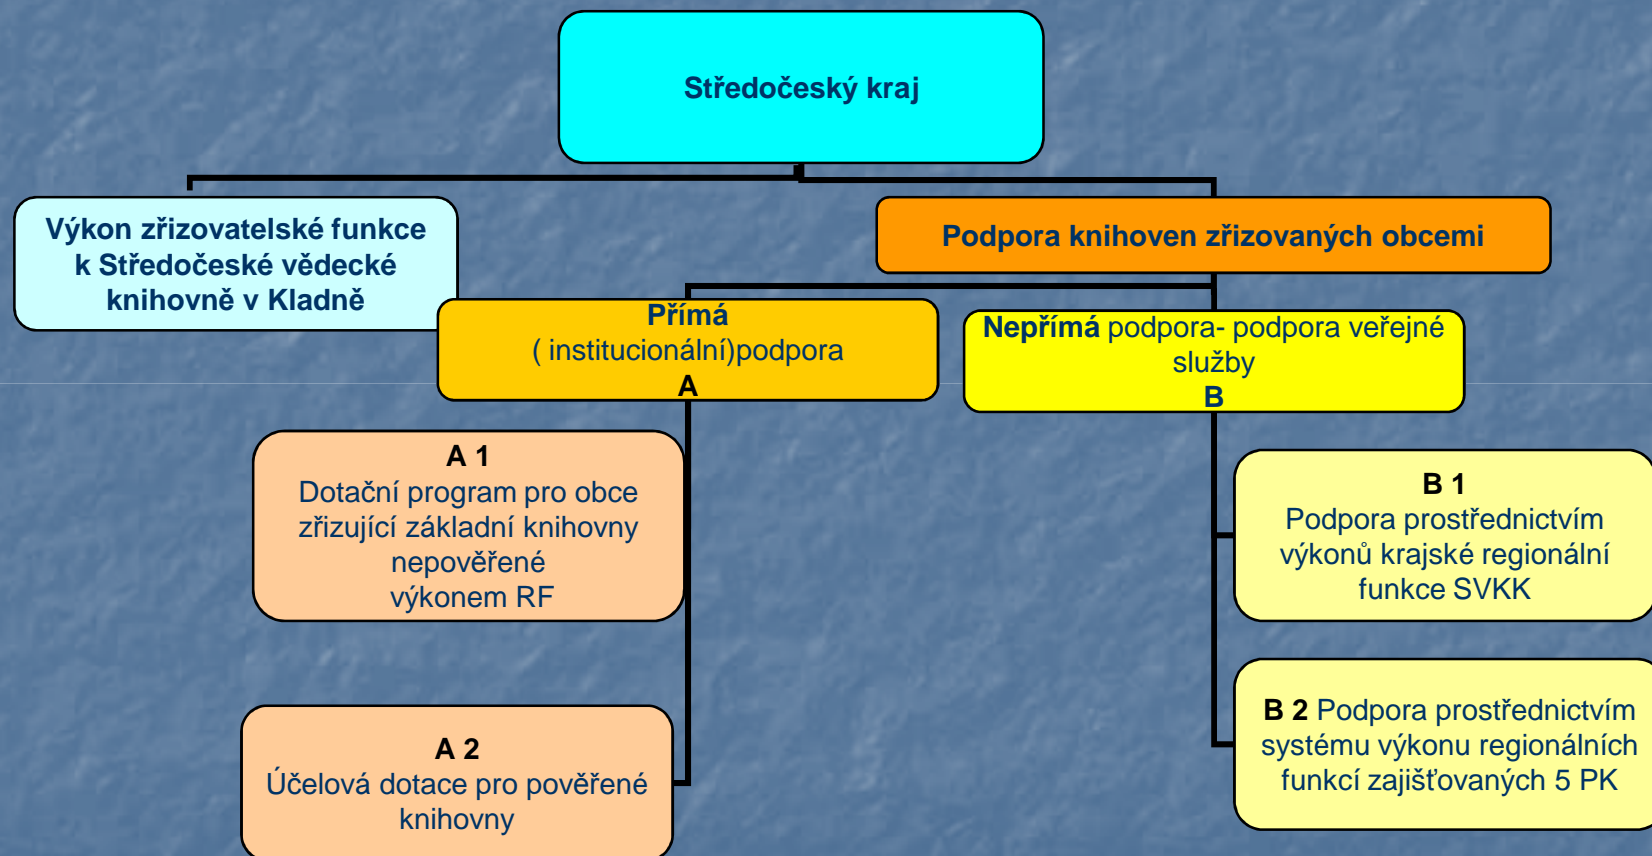 Středočeský kraj
Výkon zřizovatelské funkce
k Středočeské vědecké
knihovně v Kladně
Podpora knihoven zřizovaných obcemi
Přímá
( institucionální)podpora
A
Nepřímá podpora- podpora veřejné
služby
B
A 1
Dotační program pro obce
zřizující základní knihovny
nepověřené
výkonem RF
B 1
Podpora prostřednictvím
výkonů krajské regionální
funkce SVKK
A 2
Účelová dotace pro pověřené
knihovny
B 2 Podpora prostřednictvím
systému výkonu regionálních
funkcí zajišťovaných 5 PK